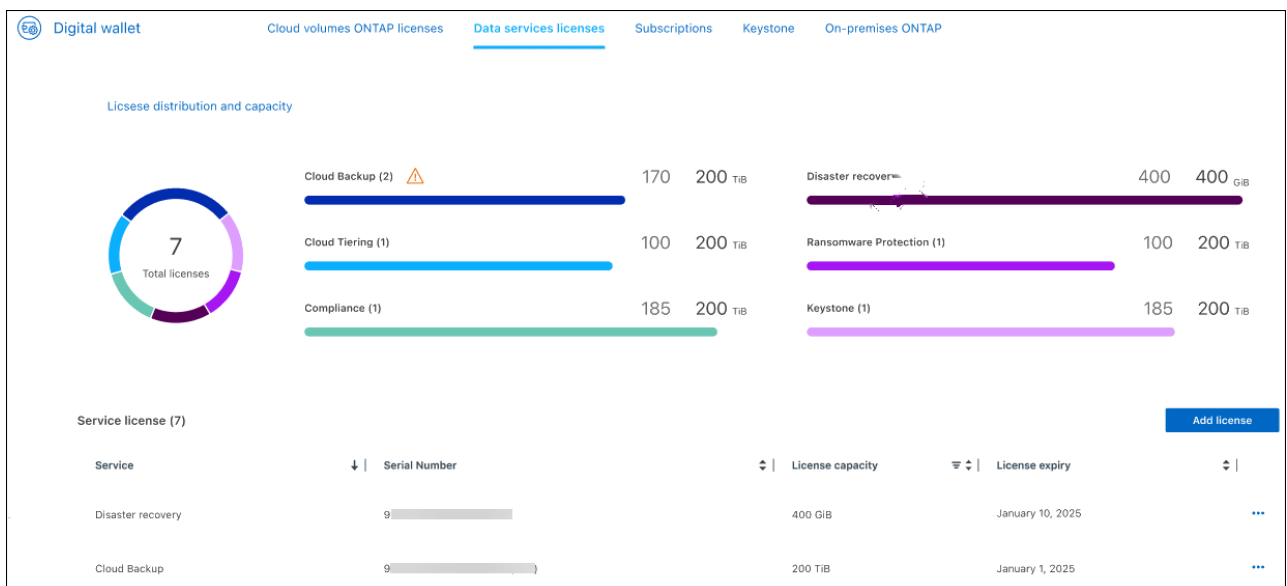 Digital wallet Cloud volumes ONTAP licenses Data services licenses Subscriptions Keystone On-premises ONTAP
Licsese distribution and capacity
Cloud Backup (2) 170 200 TiB
Disaster recover 400 400 GiB
7
Total licenses
Cloud Tiering (1) 100 200 TiB
Ransomware Protection (1) 100 200 TiB
Compliance (1) 185 200 TiB
Keystone (1) 185 200 TiB
Service license (7) Add license
Service Serial Number License capacity License expiry
Disaster recovery 9 400 GiB January 10, 2025 •••
Cloud Backup 9 ) 200 TiB January 1, 2025 •••